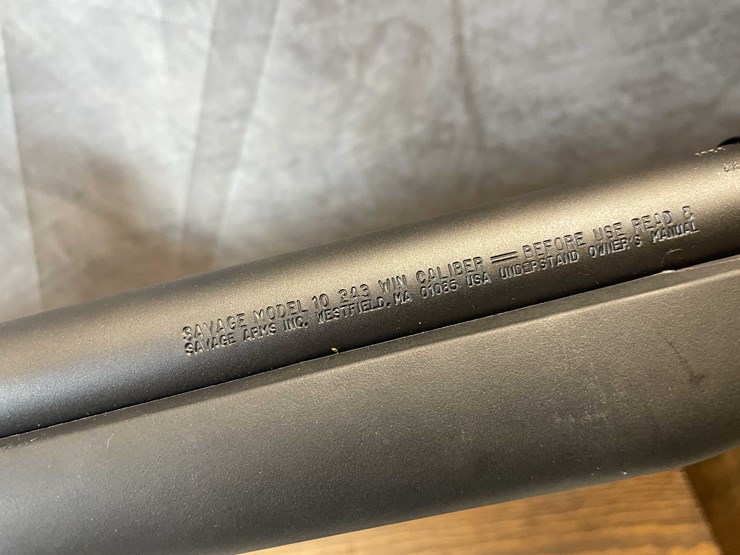 SAVAGE MODEL 10 243 WIN CALIBER = BEFORE USE READ &
SAVAGE ARMS INC. WESTFIELD, MA 01085 USA UNDERSTAND OWNER'S MANUAL